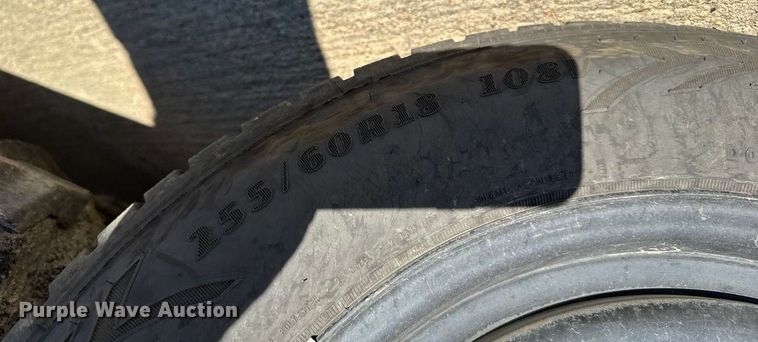 255/60R18 108
Purple Wave Auction